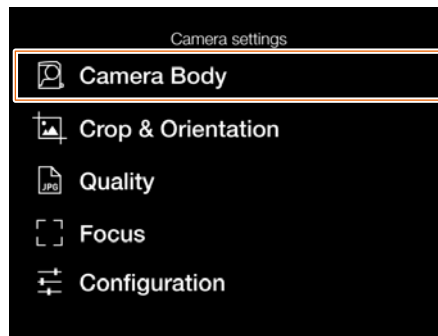 Camera settings
Camera Body
Crop & Orientation
JPG Quality
Focus
Configuration